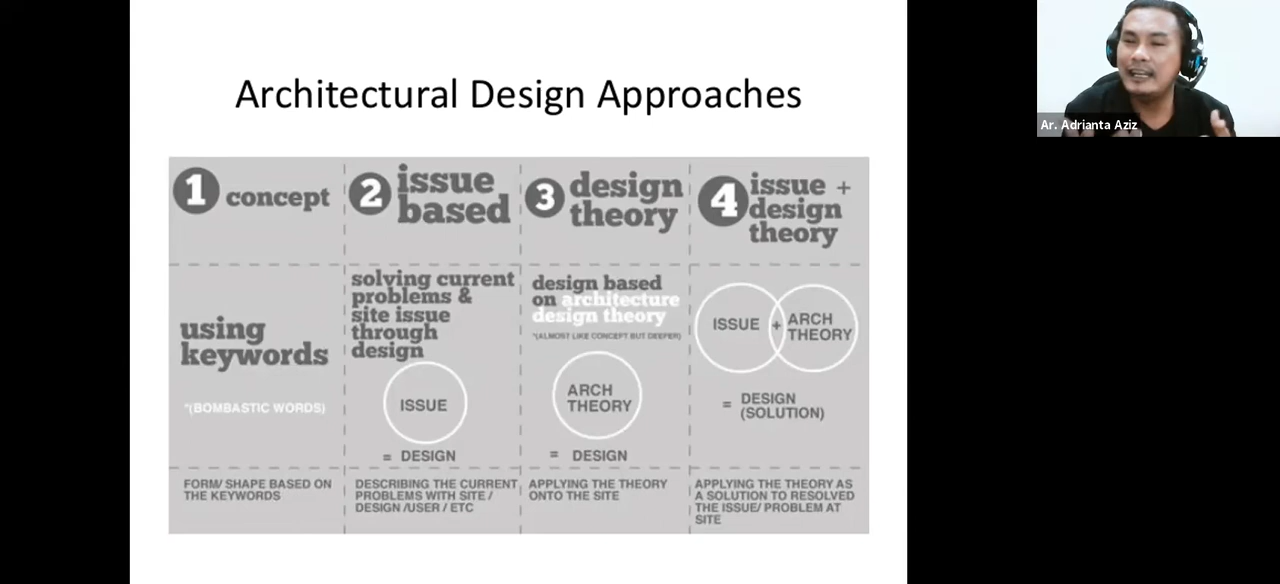 Architectural Design Approaches
Ar. Adrianta Aziz
1 concept
using
keywords
*(BOMBASTIC WORDS)
FORM/ SHAPE BASED ON
THE KEYWORDS
2 issue
based
solving current
problems &
site issue
through
design
ISSUE
= DESIGN
DESCRIBING THE CURRENT
PROBLEMS WITH SITE /
DESIGN /USER / ETC
3 design
theory
design based
on architecture
design theory
*(ALMOST LIKE CONCEPT BUT DEEPER)
ARCH
THEORY
= DESIGN
APPLYING THE THEORY
ONTO THE SITE
4 issue +
design
theory
ISSUE + ARCH
THEORY
= DESIGN
(SOLUTION)
APPLYING THE THEORY AS
A SOLUTION TO RESOLVED
THE ISSUE/ PROBLEM AT
SITE